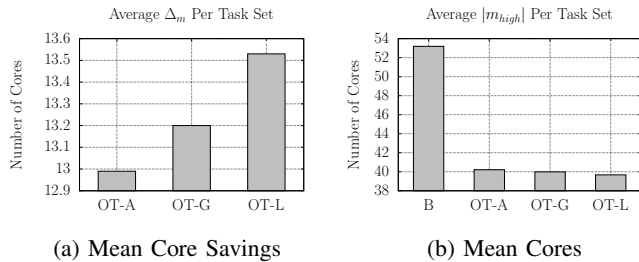 Average Δm Per Task Set
Number of Cores
13.6
13.5
13.4
13.3
13.2
13.1
13
12.9
OT-A OT-G OT-L
(a) Mean Core Savings
Average |mhigh| Per Task Set
Number of Cores
54
52
50
48
46
44
42
40
38
B OT-A OT-G OT-L
(b) Mean Cores